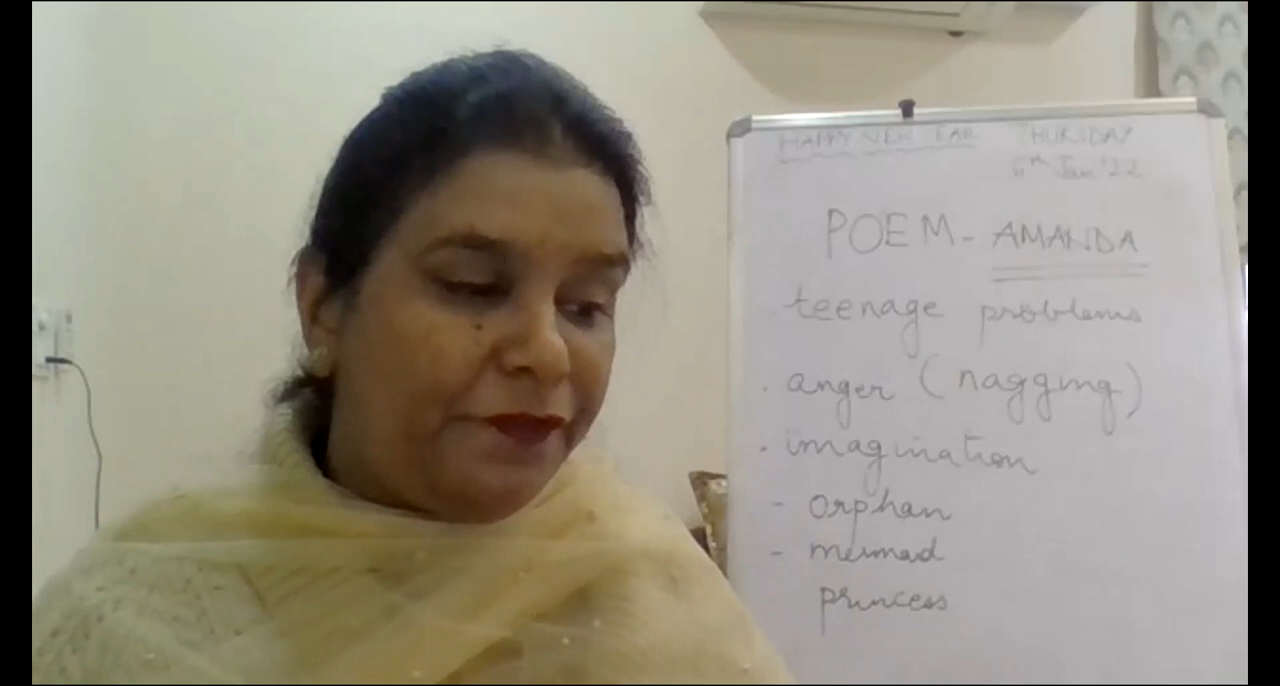 HAPPY NEW YEAR THURSDAY
6th Jan '22
POEM - AMANDA
teenage problems
. anger (nagging)
. imagination
- orphan
- mermaid
princess